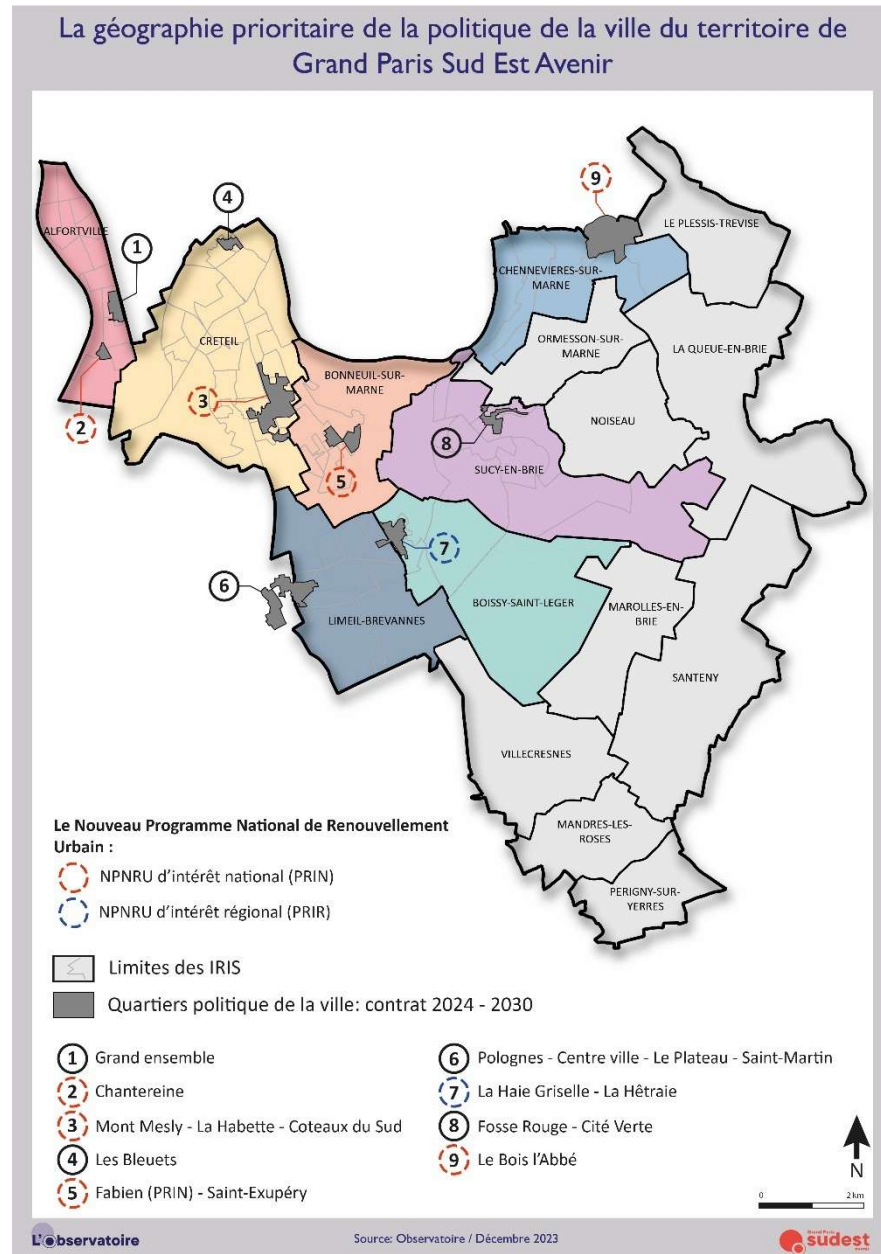 La géographie prioritaire de la politique de la ville du territoire de
Grand Paris Sud Est Avenir
9
4
LE PLESSIS-TREVISE
ALFORTVILLE
1
CHENNEVIERES-SUR-
MARNE
CRETEIL
ORMESSON-SUR-
MARNE
LA QUEUE-EN-BRIE
BONNEUIL-SUR-
MARNE
3
2
NOISEAU
8
SUCY-EN-BRIE
5
7
6
BOISSY-SAINT-LEGER
MAROLLES-EN-
BRIE
LIMEIL-BREVANNES
SANTENY
VILLECRESNES
MANDRES-LES-
ROSES
PERIGNY-SUR-
YERRES
Le Nouveau Programme National de Renouvellement
Urbain :
NPNRU d'intérêt national (PRIN)
NPNRU d'intérêt régional (PRIR)
Limites des IRIS
Quartiers politique de la ville: contrat 2024 - 2030
1 Grand ensemble
2 Chantereine
3 Mont Mesly - La Habette - Coteaux du Sud
4 Les Bleuets
5 Fabien (PRIN) - Saint-Exupéry
6 Polognes - Centre ville - Le Plateau - Saint-Martin
7 La Haie Griselle - La Hêtraie
8 Fosse Rouge - Cité Verte
9 Le Bois l'Abbé
N
0 2 km
L'Observatoire
Source: Observatoire / Décembre 2023
Grand Paris
sudest
avenir